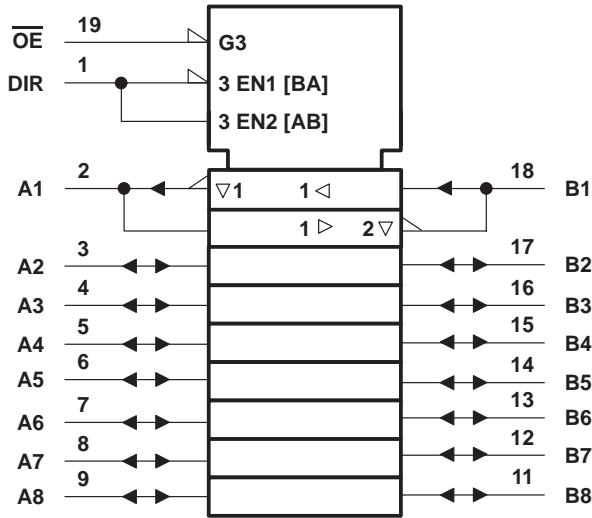 OE 19 G3
DIR 1 3 EN1 [BA]
3 EN2 [AB]
A1 2 ▽1 1 ◁ 18 B1
1 ▷ 2 ▽
A2 3 17 B2
A3 4 16 B3
A4 5 15 B4
A5 6 14 B5
A6 7 13 B6
A7 8 12 B7
A8 9 11 B8